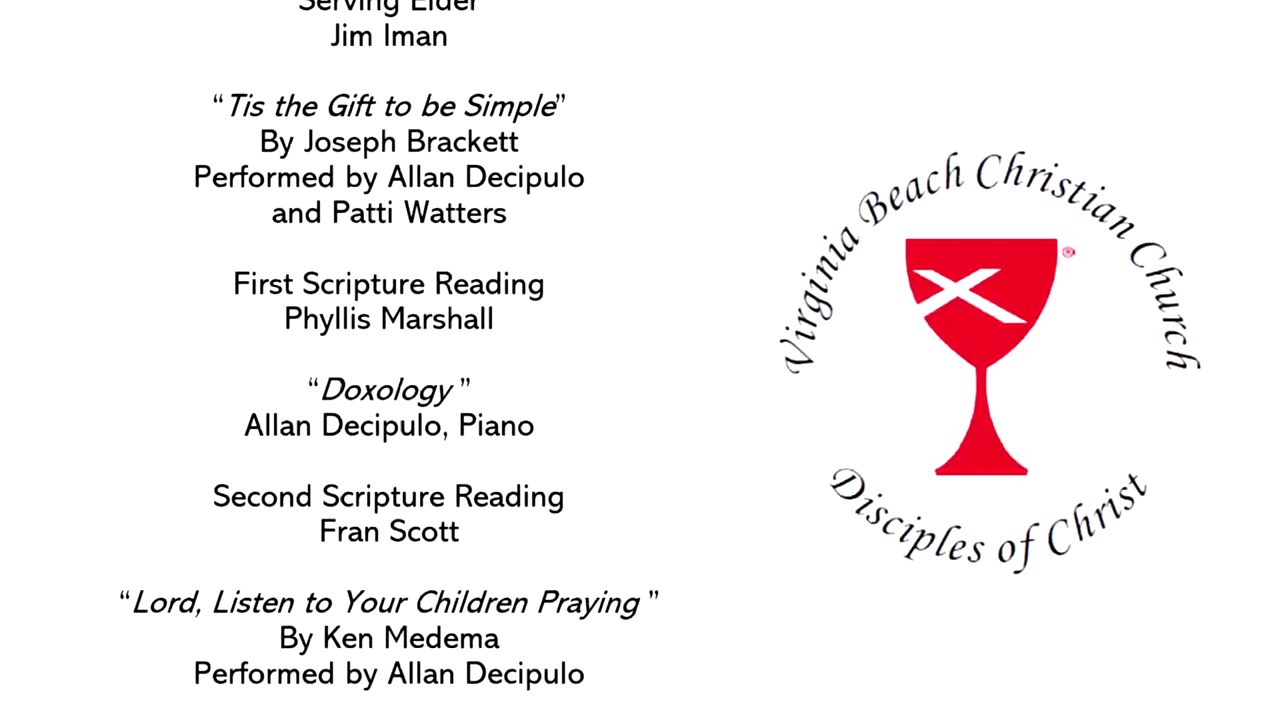 Serving Elder
Jim Iman
“Tis the Gift to be Simple”
By Joseph Brackett
Performed by Allan Decipulo
and Patti Watters
First Scripture Reading
Phyllis Marshall
“Doxology ”
Allan Decipulo, Piano
Second Scripture Reading
Fran Scott
“Lord, Listen to Your Children Praying ”
By Ken Medema
Performed by Allan Decipulo
Virginia Beach Christian Church
®
Disciples of Christ